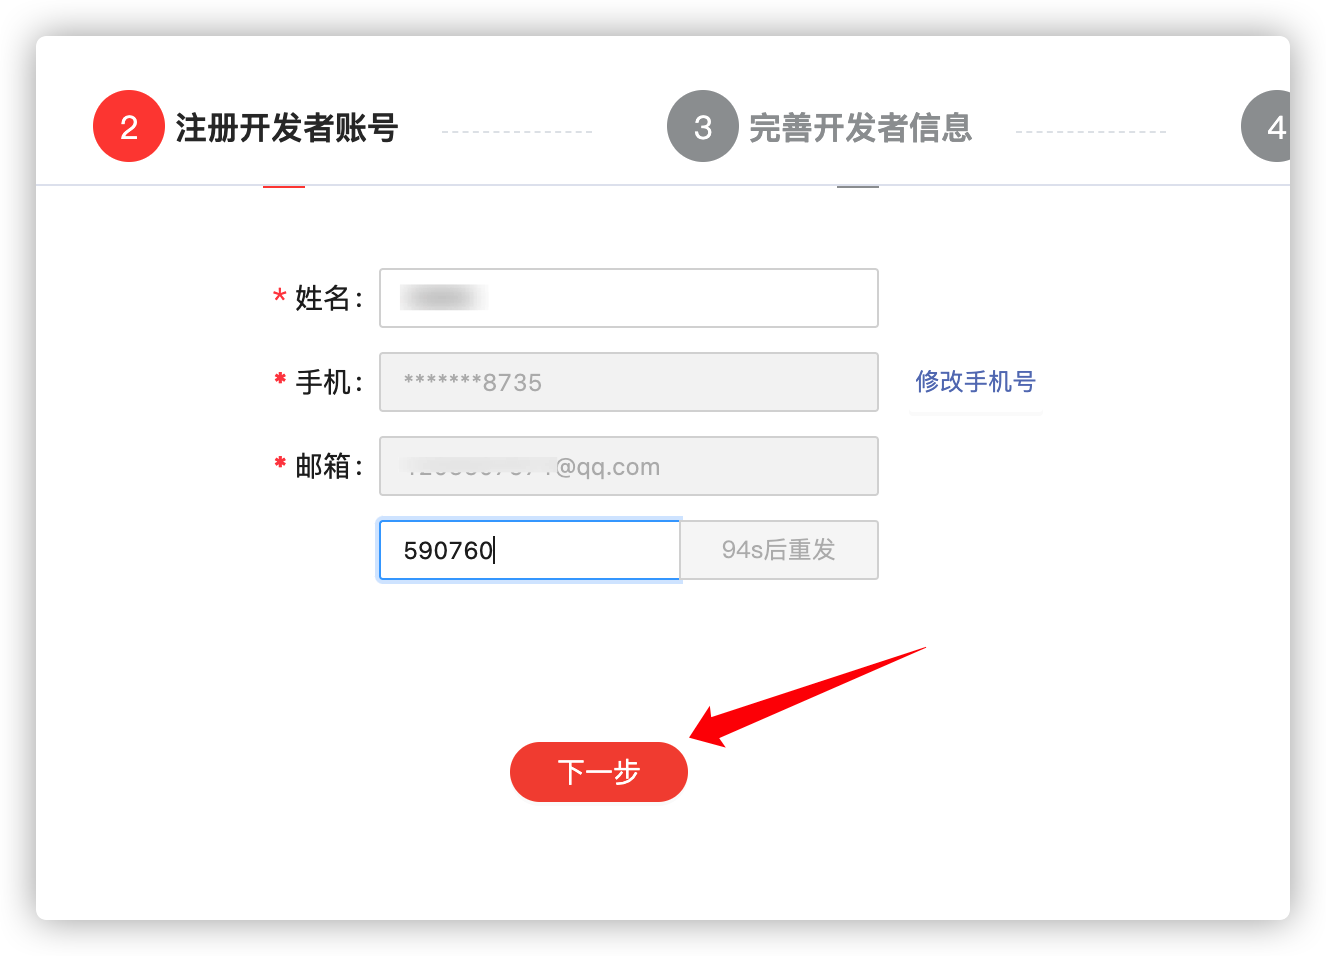 2 注册开发者账号 3 完善开发者信息 4
* 姓名：
* 手机： *******8735 修改手机号
* 邮箱： @qq.com
590760 94s后重发
下一步